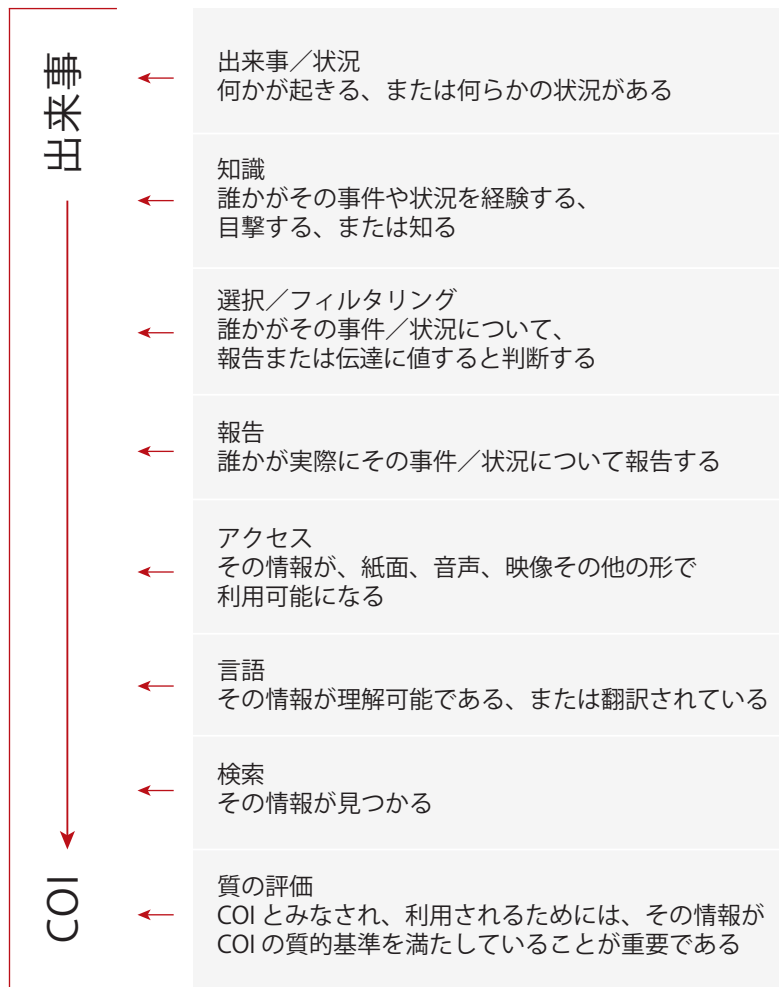 出来事
出来事／状況
何かが起きる、または何らかの状況がある
知識
誰かがその事件や状況を経験する、
目撃する、または知る
選択／フィルタリング
誰かがその事件／状況について、
報告または伝達に値すると判断する
報告
誰かが実際にその事件／状況について報告する
アクセス
その情報が、紙面、音声、映像その他の形で
利用可能になる
言語
その情報が理解可能である、または翻訳されている
検索
その情報が見つかる
COI
質の評価
COI とみなされ、利用されるためには、その情報が
COI の質的基準を満たしていることが重要である